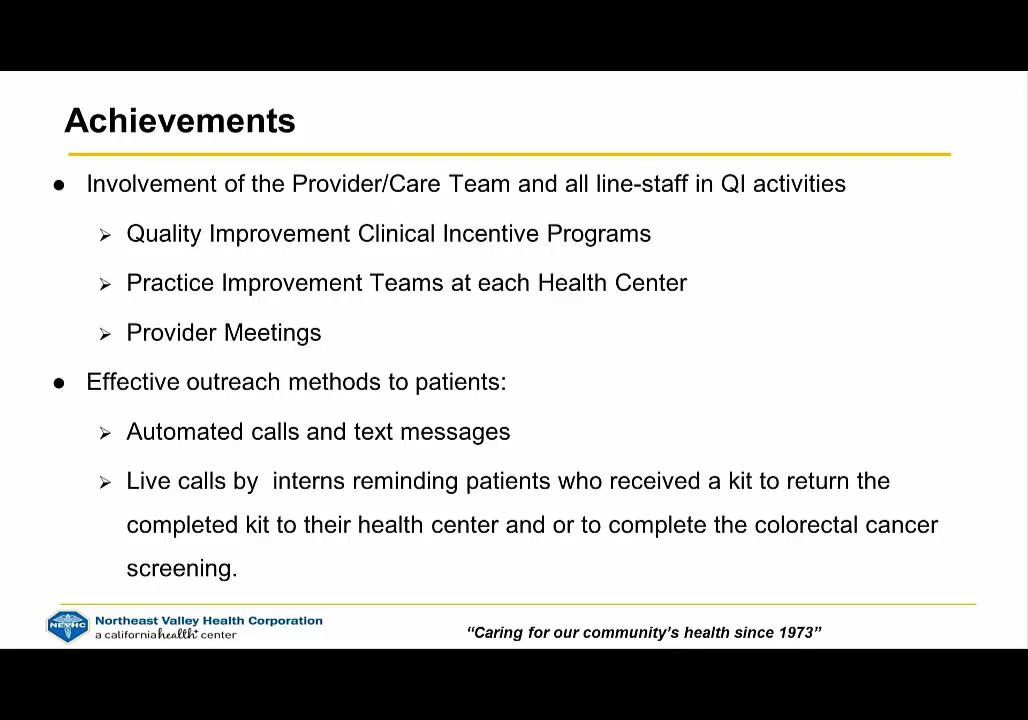 Achievements
● Involvement of the Provider/Care Team and all line-staff in QI activities
➢ Quality Improvement Clinical Incentive Programs
➢ Practice Improvement Teams at each Health Center
➢ Provider Meetings
● Effective outreach methods to patients:
➢ Automated calls and text messages
➢ Live calls by  interns reminding patients who received a kit to return the
completed kit to their health center and or to complete the colorectal cancer
screening.
NEVHC
Northeast Valley Health Corporation
a californiahealth+ center
“Caring for our community’s health since 1973”